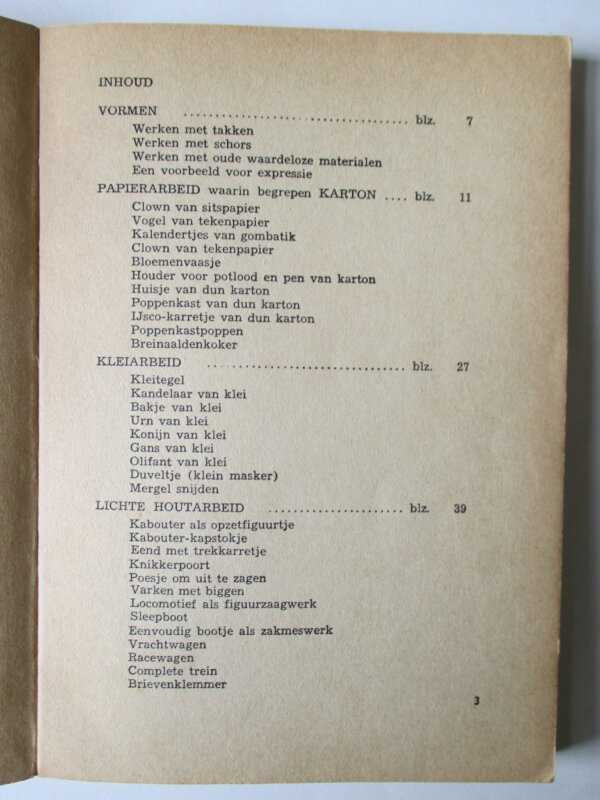 INHOUD
VORMEN .................................... blz. 7
Werken met takken
Werken met schors
Werken met oude waardeloze materialen
Een voorbeeld voor expressie
PAPIERARBEID waarin begrepen KARTON .... blz. 11
Clown van sitspapier
Vogel van tekenpapier
Kalendertjes van gombatik
Clown van tekenpapier
Bloemenvaasje
Houder voor potlood en pen van karton
Huisje van dun karton
Poppenkast van dun karton
IJsco-karretje van dun karton
Poppenkastpoppen
Breinaaldenkoker
KLEIARBEID ................................ blz. 27
Kleitegel
Kandelaar van klei
Bakje van klei
Urn van klei
Konijn van klei
Gans van klei
Olifant van klei
Duveltje (klein masker)
Mergel snijden
LICHTE HOUTARBEID ...................... blz. 39
Kabouter als opzetfiguurtje
Kabouter-kapstokje
Eend met trekkarretje
Knikkerpoort
Poesje om uit te zagen
Varken met biggen
Locomotief als figuurzaagwerk
Sleepboot
Eenvoudig bootje als zakmeswerk
Vrachtwagen
Racewagen
Complete trein
Brievenklemmer
3